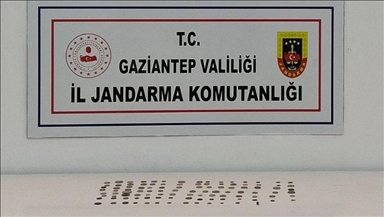 T.C.
GAZİANTEP VALİLİĞİ
İL JANDARMA KOMUTANLIĞI